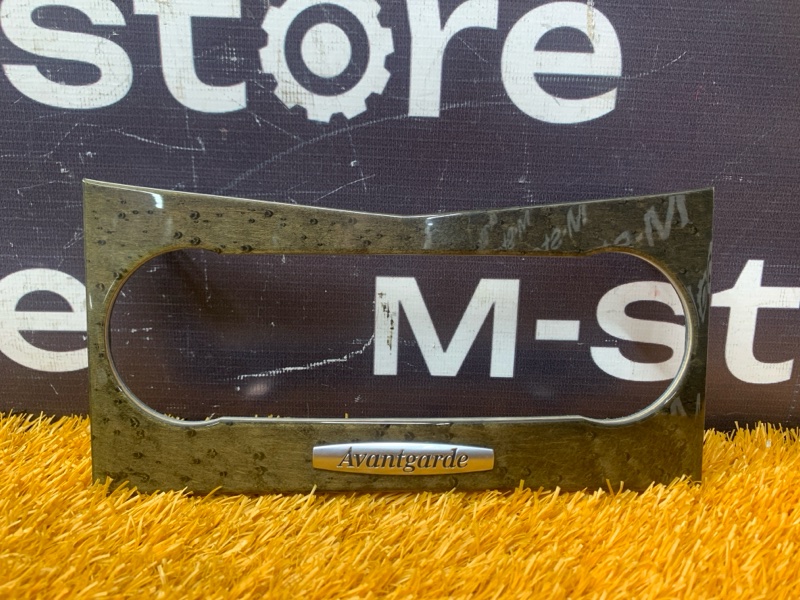 store
e M-st
Avantgarde